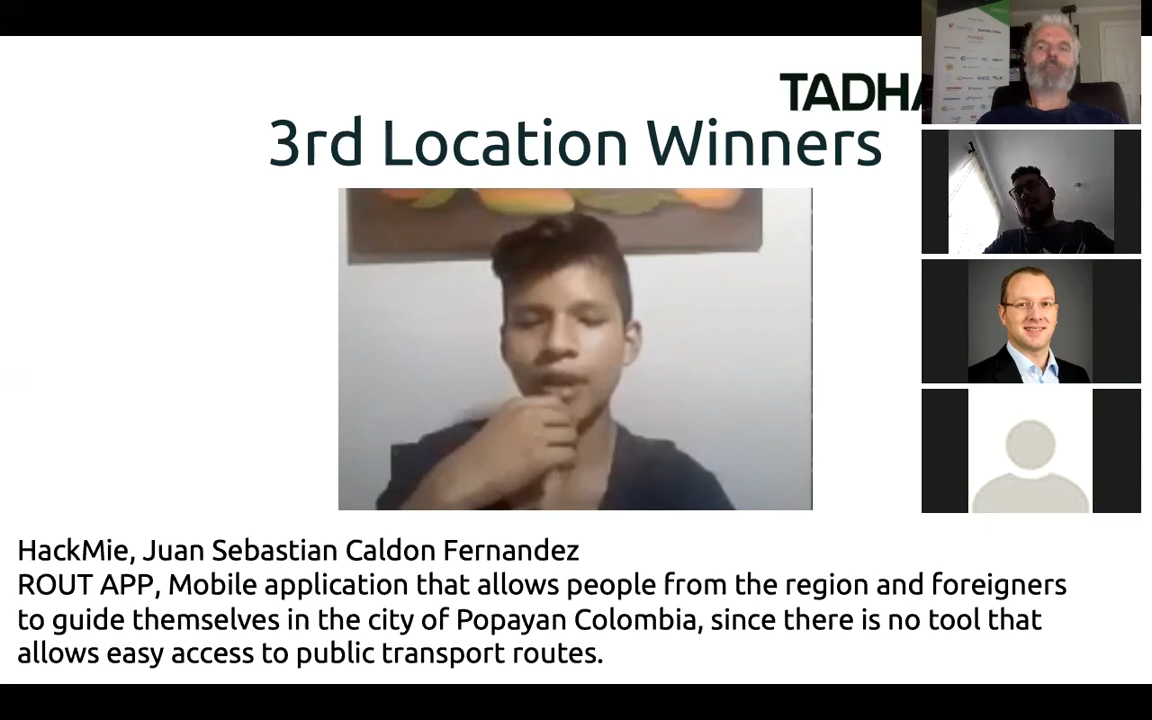 TADHA
3rd Location Winners
HackMie, Juan Sebastian Caldon Fernandez
ROUT APP, Mobile application that allows people from the region and foreigners
to guide themselves in the city of Popayan Colombia, since there is no tool that
allows easy access to public transport routes.